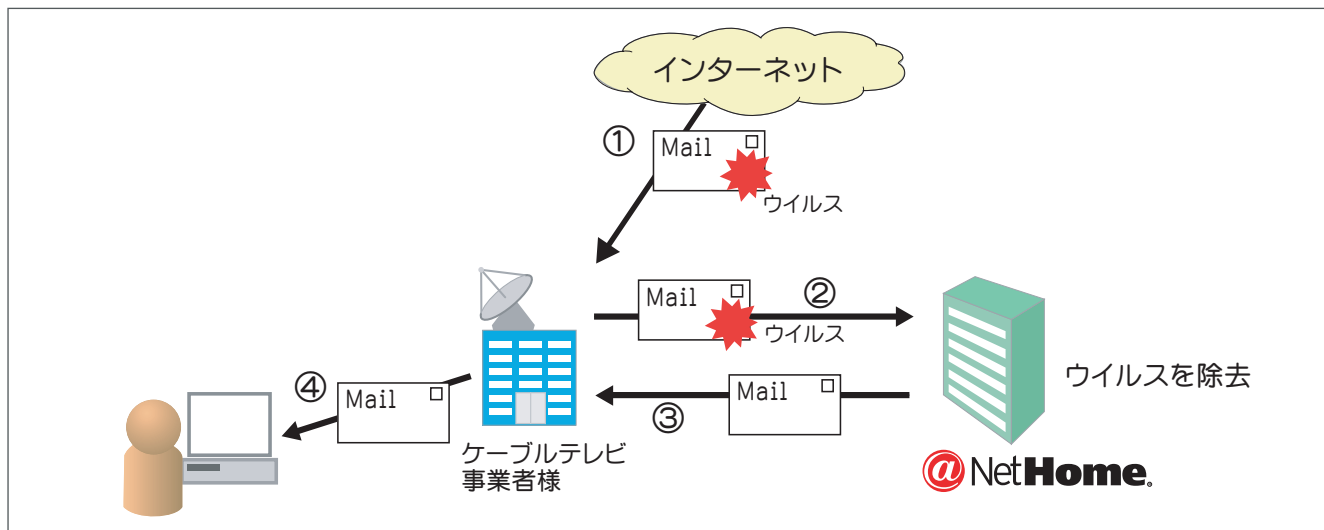 インターネット
①
Mail
ウイルス
Mail
②
ウイルス
ウイルスを除去
④
Mail
③
Mail
ケーブルテレビ
事業者様
@NetHome®